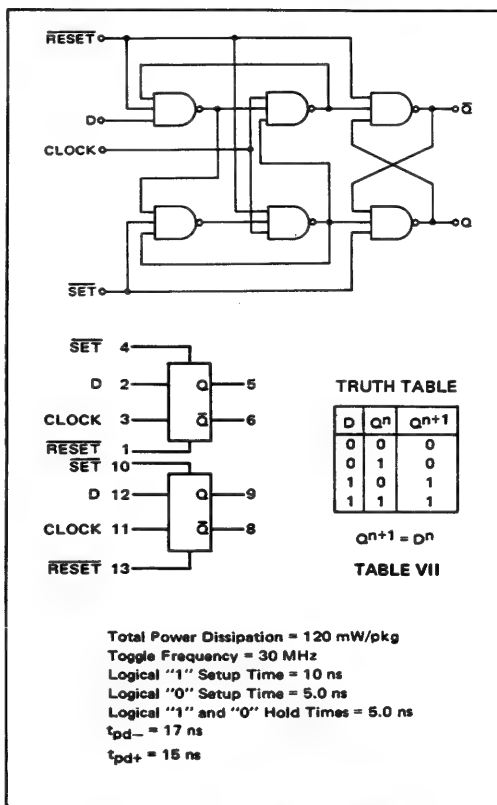 RESET
D
CLOCK
Q̅
Q
SET
SET 4
D 2
CLOCK 3
RESET 1
Q 5
Q̅ 6
SET 10
D 12
CLOCK 11
RESET 13
Q 9
Q̅ 8
TRUTH TABLE
D Qⁿ Qⁿ⁺¹
0 0 0
0 1 0
1 0 1
1 1 1
Qⁿ⁺¹ = Dⁿ
TABLE VII
Total Power Dissipation = 120 mW/pkg
Toggle Frequency = 30 MHz
Logical "1" Setup Time = 10 ns
Logical "0" Setup Time = 5.0 ns
Logical "1" and "0" Hold Times = 5.0 ns
tpd– = 17 ns
tpd+ = 15 ns